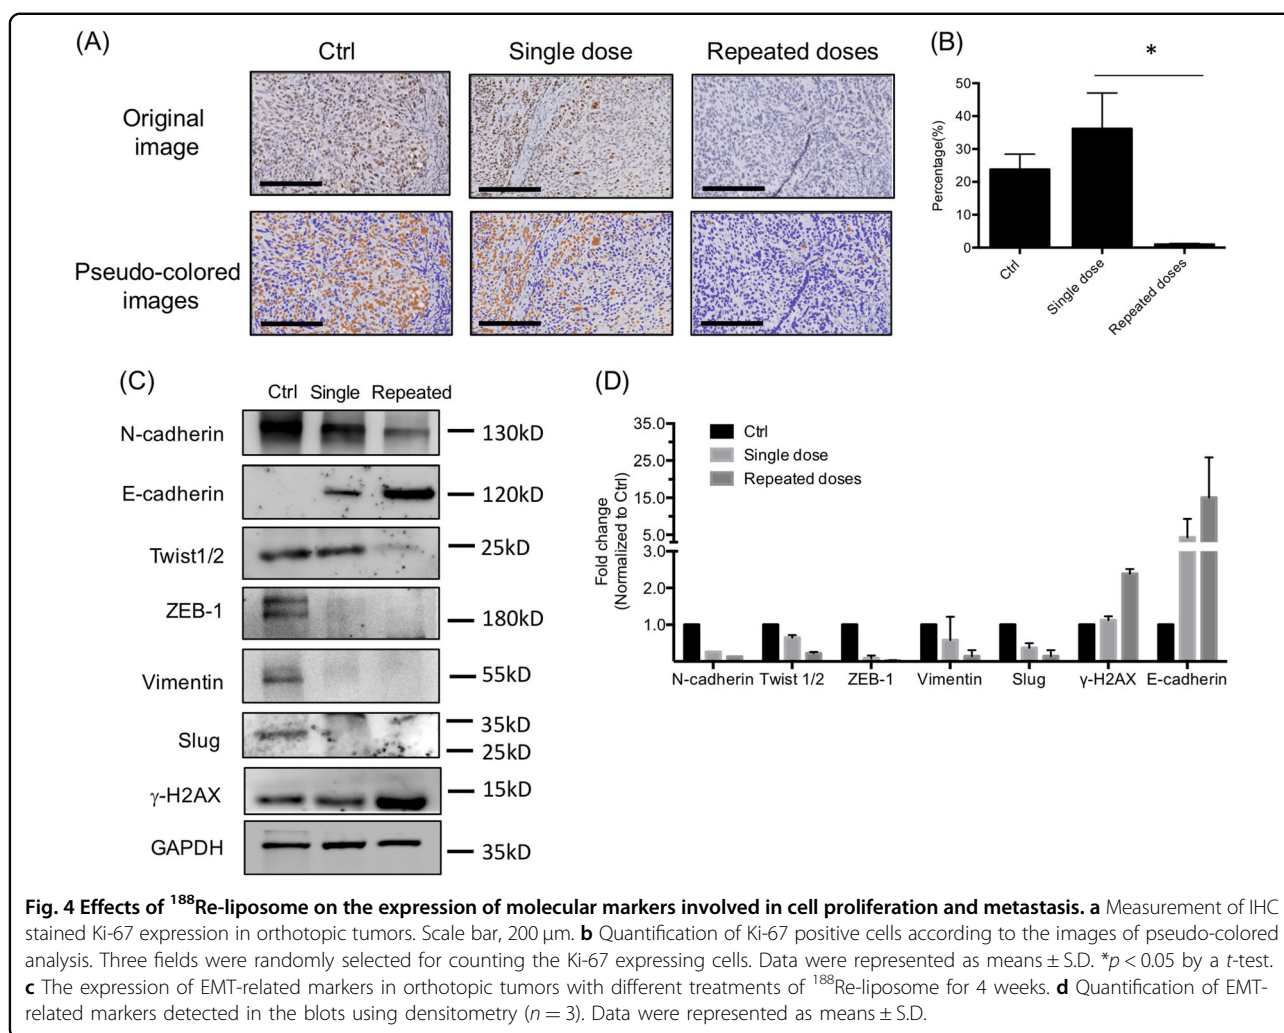 (A)
Ctrl
Single dose
Repeated doses
Original
image
Pseudo-colored
images
(B)
*
Percentage(%)
50
40
30
20
10
0
Ctrl
Single dose
Repeated doses
(C)
Ctrl Single Repeated
N-cadherin
130kD
E-cadherin
120kD
Twist1/2
25kD
ZEB-1
180kD
Vimentin
55kD
Slug
35kD
25kD
γ-H2AX
15kD
GAPDH
35kD
(D)
Fold change
(Normalized to Ctrl)
35.0
25.0
15.0
5.0
3.0
2.0
1.0
Ctrl
Single dose
Repeated doses
N-cadherin Twist 1/2 ZEB-1 Vimentin Slug γ-H2AX E-cadherin
Fig. 4 Effects of ¹⁸⁸Re-liposome on the expression of molecular markers involved in cell proliferation and metastasis. a Measurement of IHC
stained Ki-67 expression in orthotopic tumors. Scale bar, 200 μm. b Quantification of Ki-67 positive cells according to the images of pseudo-colored
analysis. Three fields were randomly selected for counting the Ki-67 expressing cells. Data were represented as means ± S.D. *p < 0.05 by a t-test.
c The expression of EMT-related markers in orthotopic tumors with different treatments of ¹⁸⁸Re-liposome for 4 weeks. d Quantification of EMT-
related markers detected in the blots using densitometry (n = 3). Data were represented as means ± S.D.